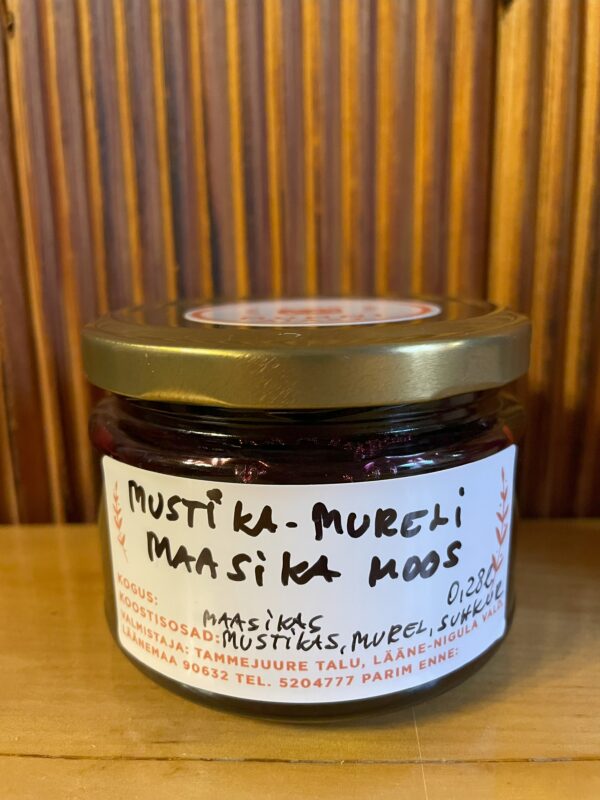 MUSTIKA-MURELI
MAASIKA MOOS
0,28L
KOGUS:
MAASIKAS
KOOSTISOSAD: MUSTIKAS, MUREL, SUHKUR
VALMISTAJA: TAMMEJUURE TALU, LÄÄNE-NIGULA VALD
LÄÄNEMAA 90632 TEL. 5204777 PARIM ENNE: